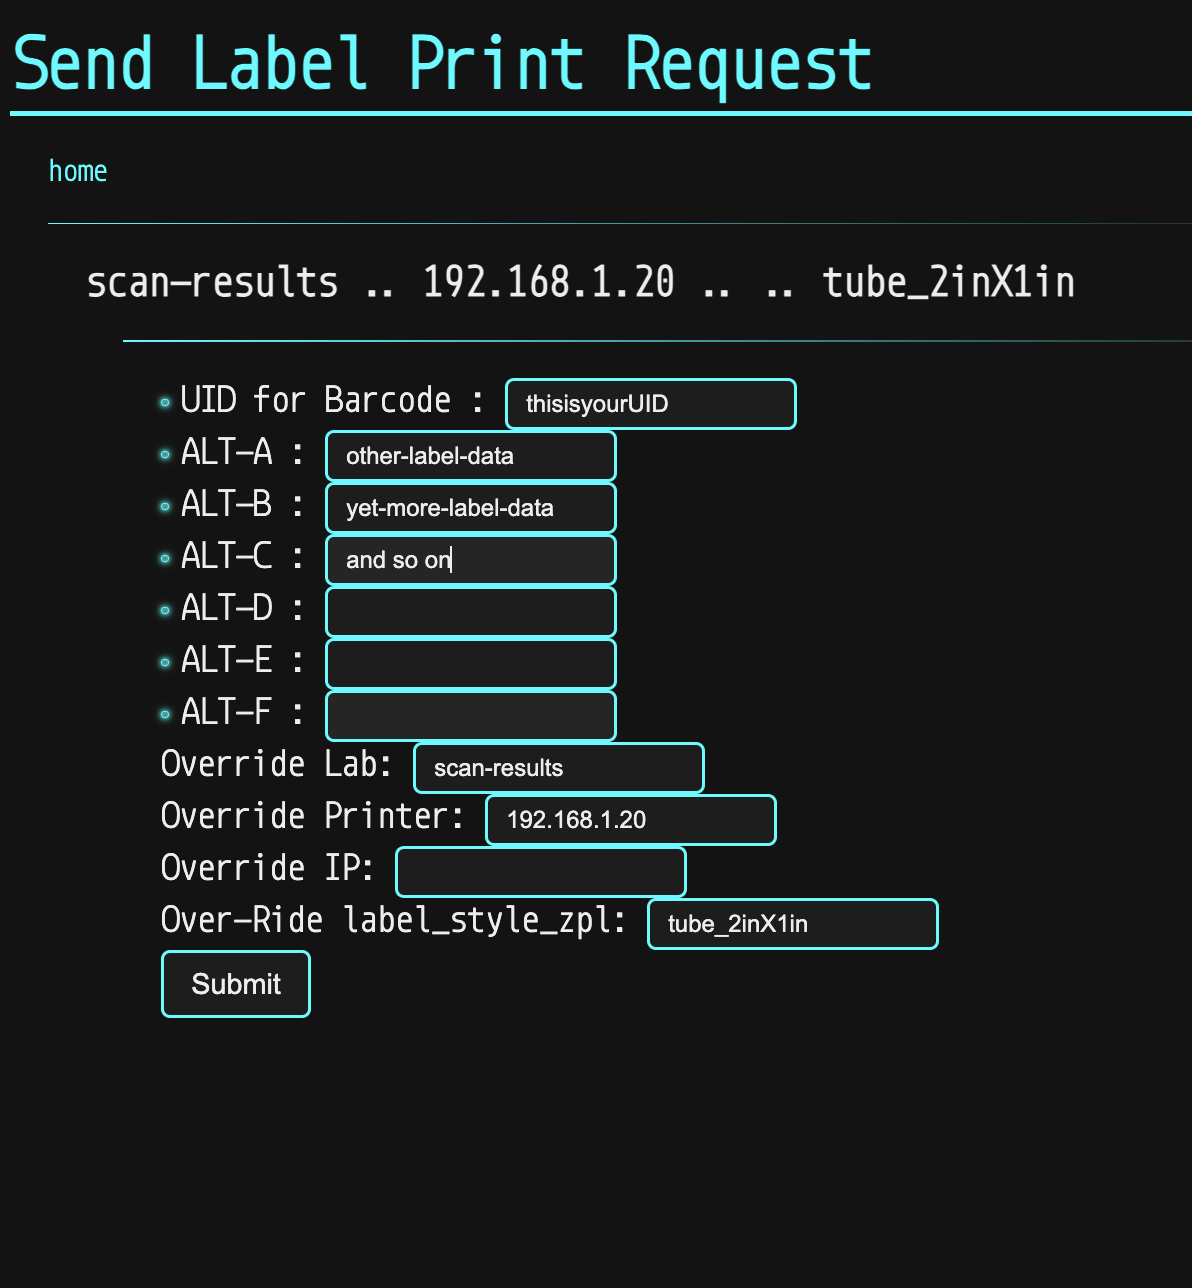 Send Label Print Request
home
scan-results .. 192.168.1.20 .. .. tube_2inX1in
UID for Barcode : thisisyourUID
ALT-A : other-label-data
ALT-B : yet-more-label-data
ALT-C : and so on
ALT-D :
ALT-E :
ALT-F :
Override Lab: scan-results
Override Printer: 192.168.1.20
Override IP:
Over-Ride label_style_zpl: tube_2inX1in
Submit